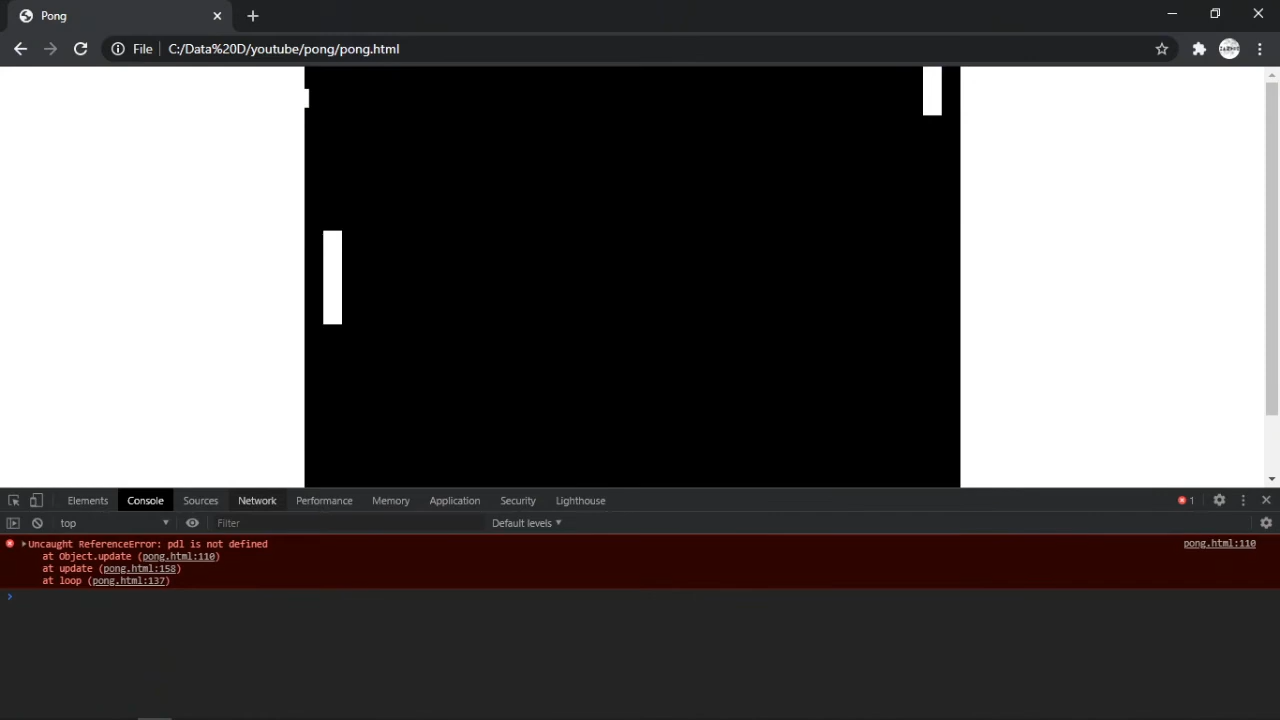 Pong
File C:/Data%20D/youtube/pong/pong.html
Elements Console Sources Network Performance Memory Application Security Lighthouse 1
top Filter Default levels
Uncaught ReferenceError: pdl is not defined pong.html:110
at Object.update (pong.html:110)
at update (pong.html:158)
at loop (pong.html:137)